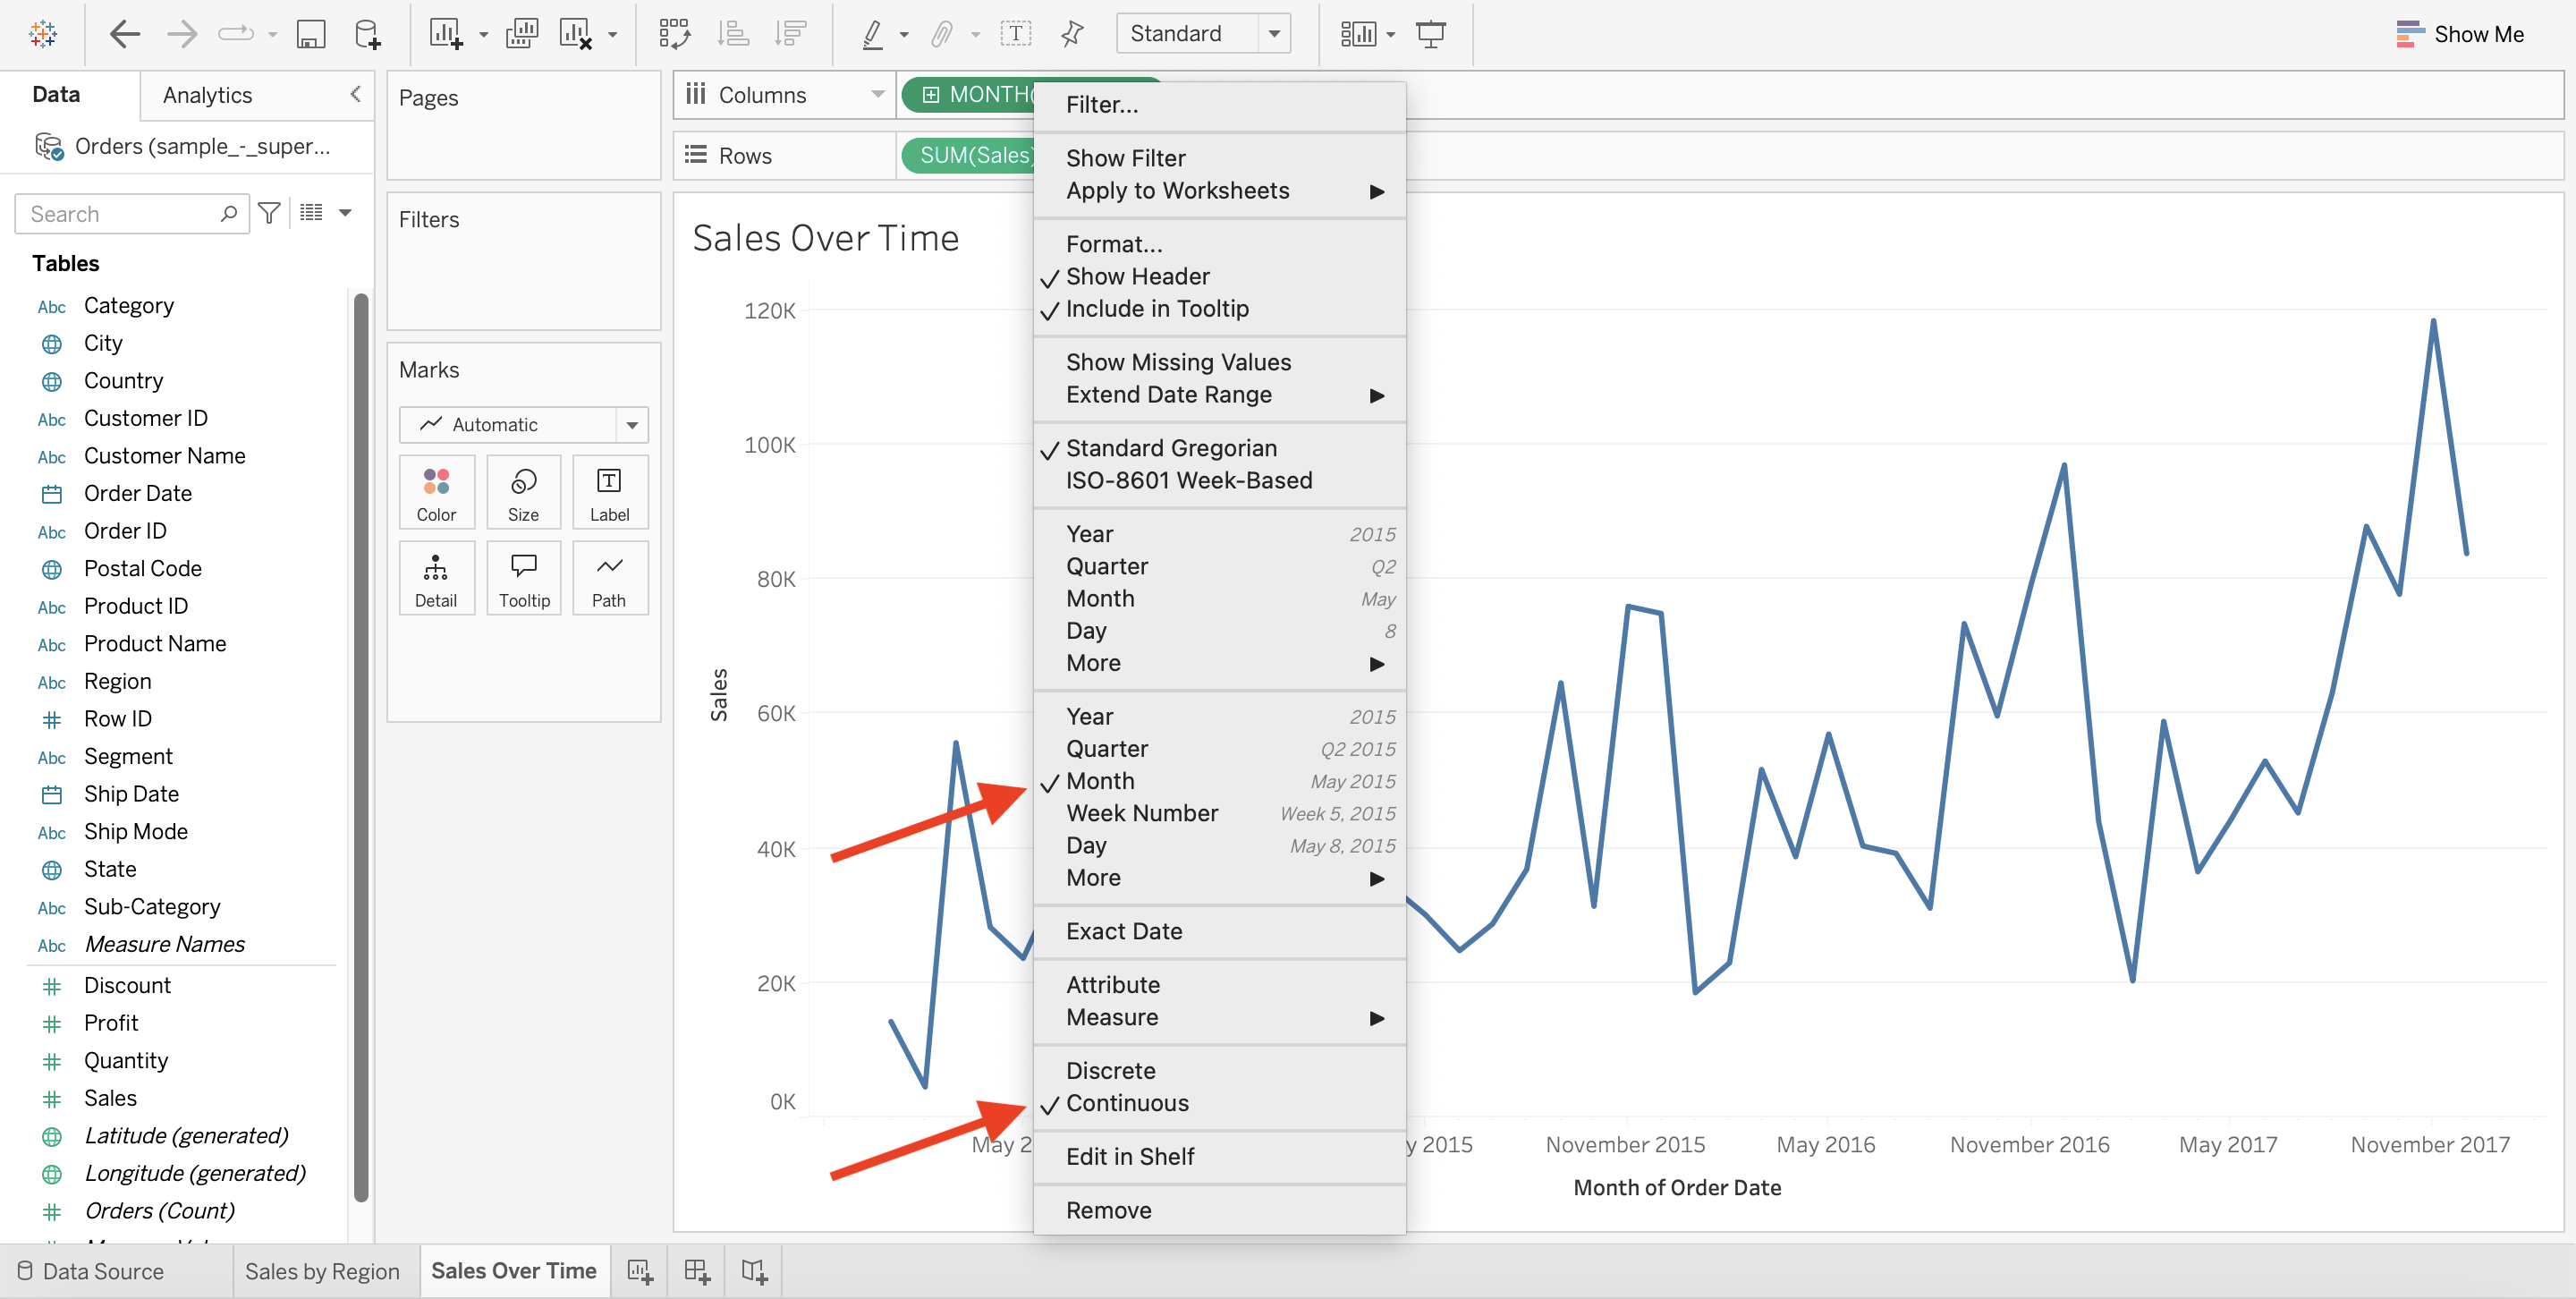 Standard
Show Me
Data
Analytics
Orders (sample_-_super...
Search
Tables
Abc Category
City
Country
Abc Customer ID
Abc Customer Name
Order Date
Abc Order ID
Postal Code
Abc Product ID
Abc Product Name
Abc Region
Row ID
Abc Segment
Ship Date
Abc Ship Mode
State
Abc Sub-Category
Abc Measure Names
Discount
Profit
Quantity
Sales
Latitude (generated)
Longitude (generated)
Orders (Count)
Pages
Filters
Marks
Automatic
Color
Size
Label
Detail
Tooltip
Path
Columns
MONTH(
Rows
SUM(Sales)
Sales Over Time
120K
100K
80K
60K
40K
20K
0K
Sales
May 2
y 2015
November 2015
May 2016
November 2016
May 2017
November 2017
Month of Order Date
Filter...
Show Filter
Apply to Worksheets
Format...
Show Header
Include in Tooltip
Show Missing Values
Extend Date Range
Standard Gregorian
ISO-8601 Week-Based
Year 2015
Quarter Q2
Month May
Day 8
More
Year 2015
Quarter Q2 2015
Month May 2015
Week Number Week 5, 2015
Day May 8, 2015
More
Exact Date
Attribute
Measure
Discrete
Continuous
Edit in Shelf
Remove
Data Source
Sales by Region
Sales Over Time